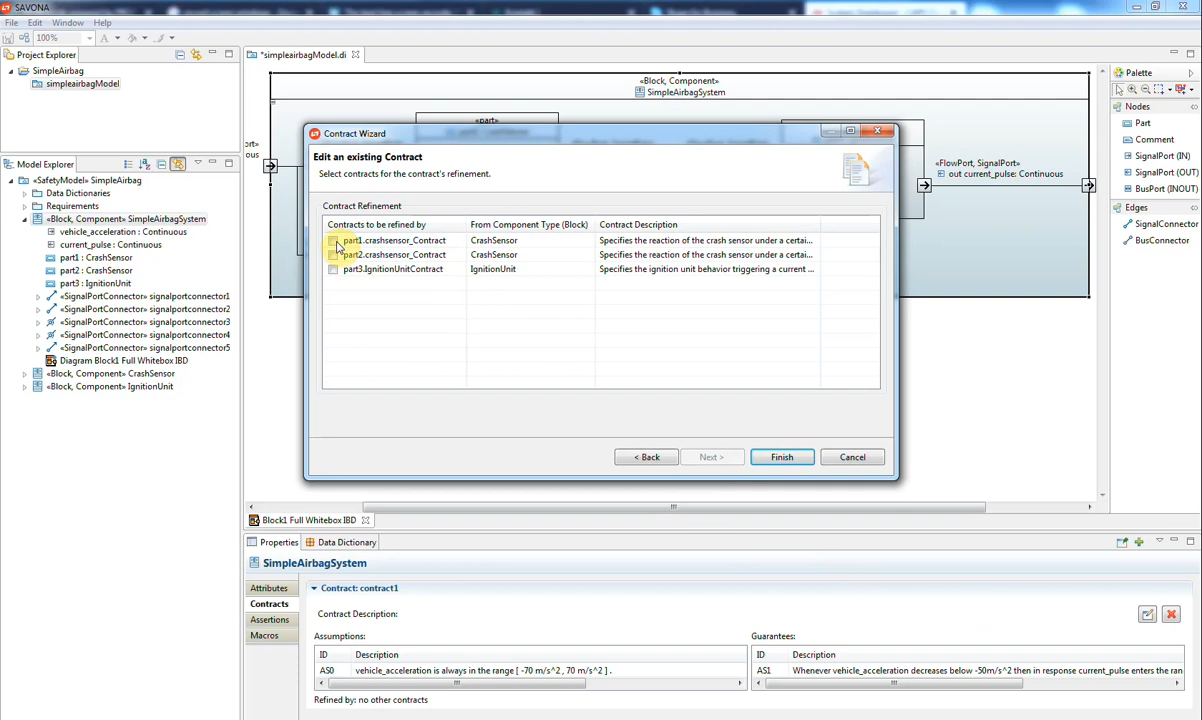 SAVONA
File Edit Window Help
100%
Project Explorer
SimpleAirbag
simpleairbagModel
*simpleairbagModel.di
«Block, Component»
SimpleAirbagSystem
«part»
ort»
ous
«FlowPort, SignalPort»
out current_pulse: Continuous
Palette
Nodes
Part
Comment
SignalPort (IN)
SignalPort (OUT)
BusPort (INOUT)
Edges
SignalConnector
BusConnector
Model Explorer
«SafetyModel» SimpleAirbag
Data Dictionaries
Requirements
«Block, Component» SimpleAirbagSystem
vehicle_acceleration : Continuous
current_pulse : Continuous
part1 : CrashSensor
part2 : CrashSensor
part3 : IgnitionUnit
«SignalPortConnector» signalportconnector1
«SignalPortConnector» signalportconnector2
«SignalPortConnector» signalportconnector3
«SignalPortConnector» signalportconnector4
«SignalPortConnector» signalportconnector5
Diagram Block1 Full Whitebox IBD
«Block, Component» CrashSensor
«Block, Component» IgnitionUnit
Contract Wizard
Edit an existing Contract
Select contracts for the contract's refinement.
Contract Refinement
Contracts to be refined by From Component Type (Block) Contract Description
part1.crashsensor_Contract CrashSensor Specifies the reaction of the crash sensor under a certai...
part2.crashsensor_Contract CrashSensor Specifies the reaction of the crash sensor under a certai...
part3.IgnitionUnitContract IgnitionUnit Specifies the ignition unit behavior triggering a current ...
< Back Next > Finish Cancel
Block1 Full Whitebox IBD
Properties Data Dictionary
SimpleAirbagSystem
Attributes
Contracts
Assertions
Macros
Contract: contract1
Contract Description:
Assumptions: Guarantees:
ID Description ID Description
AS0 vehicle_acceleration is always in the range [ -70 m/s^2 , 70 m/s^2 ] . AS1 Whenever vehicle_acceleration decreases below -50m/s^2 then in response current_pulse enters the ran
Refined by: no other contracts